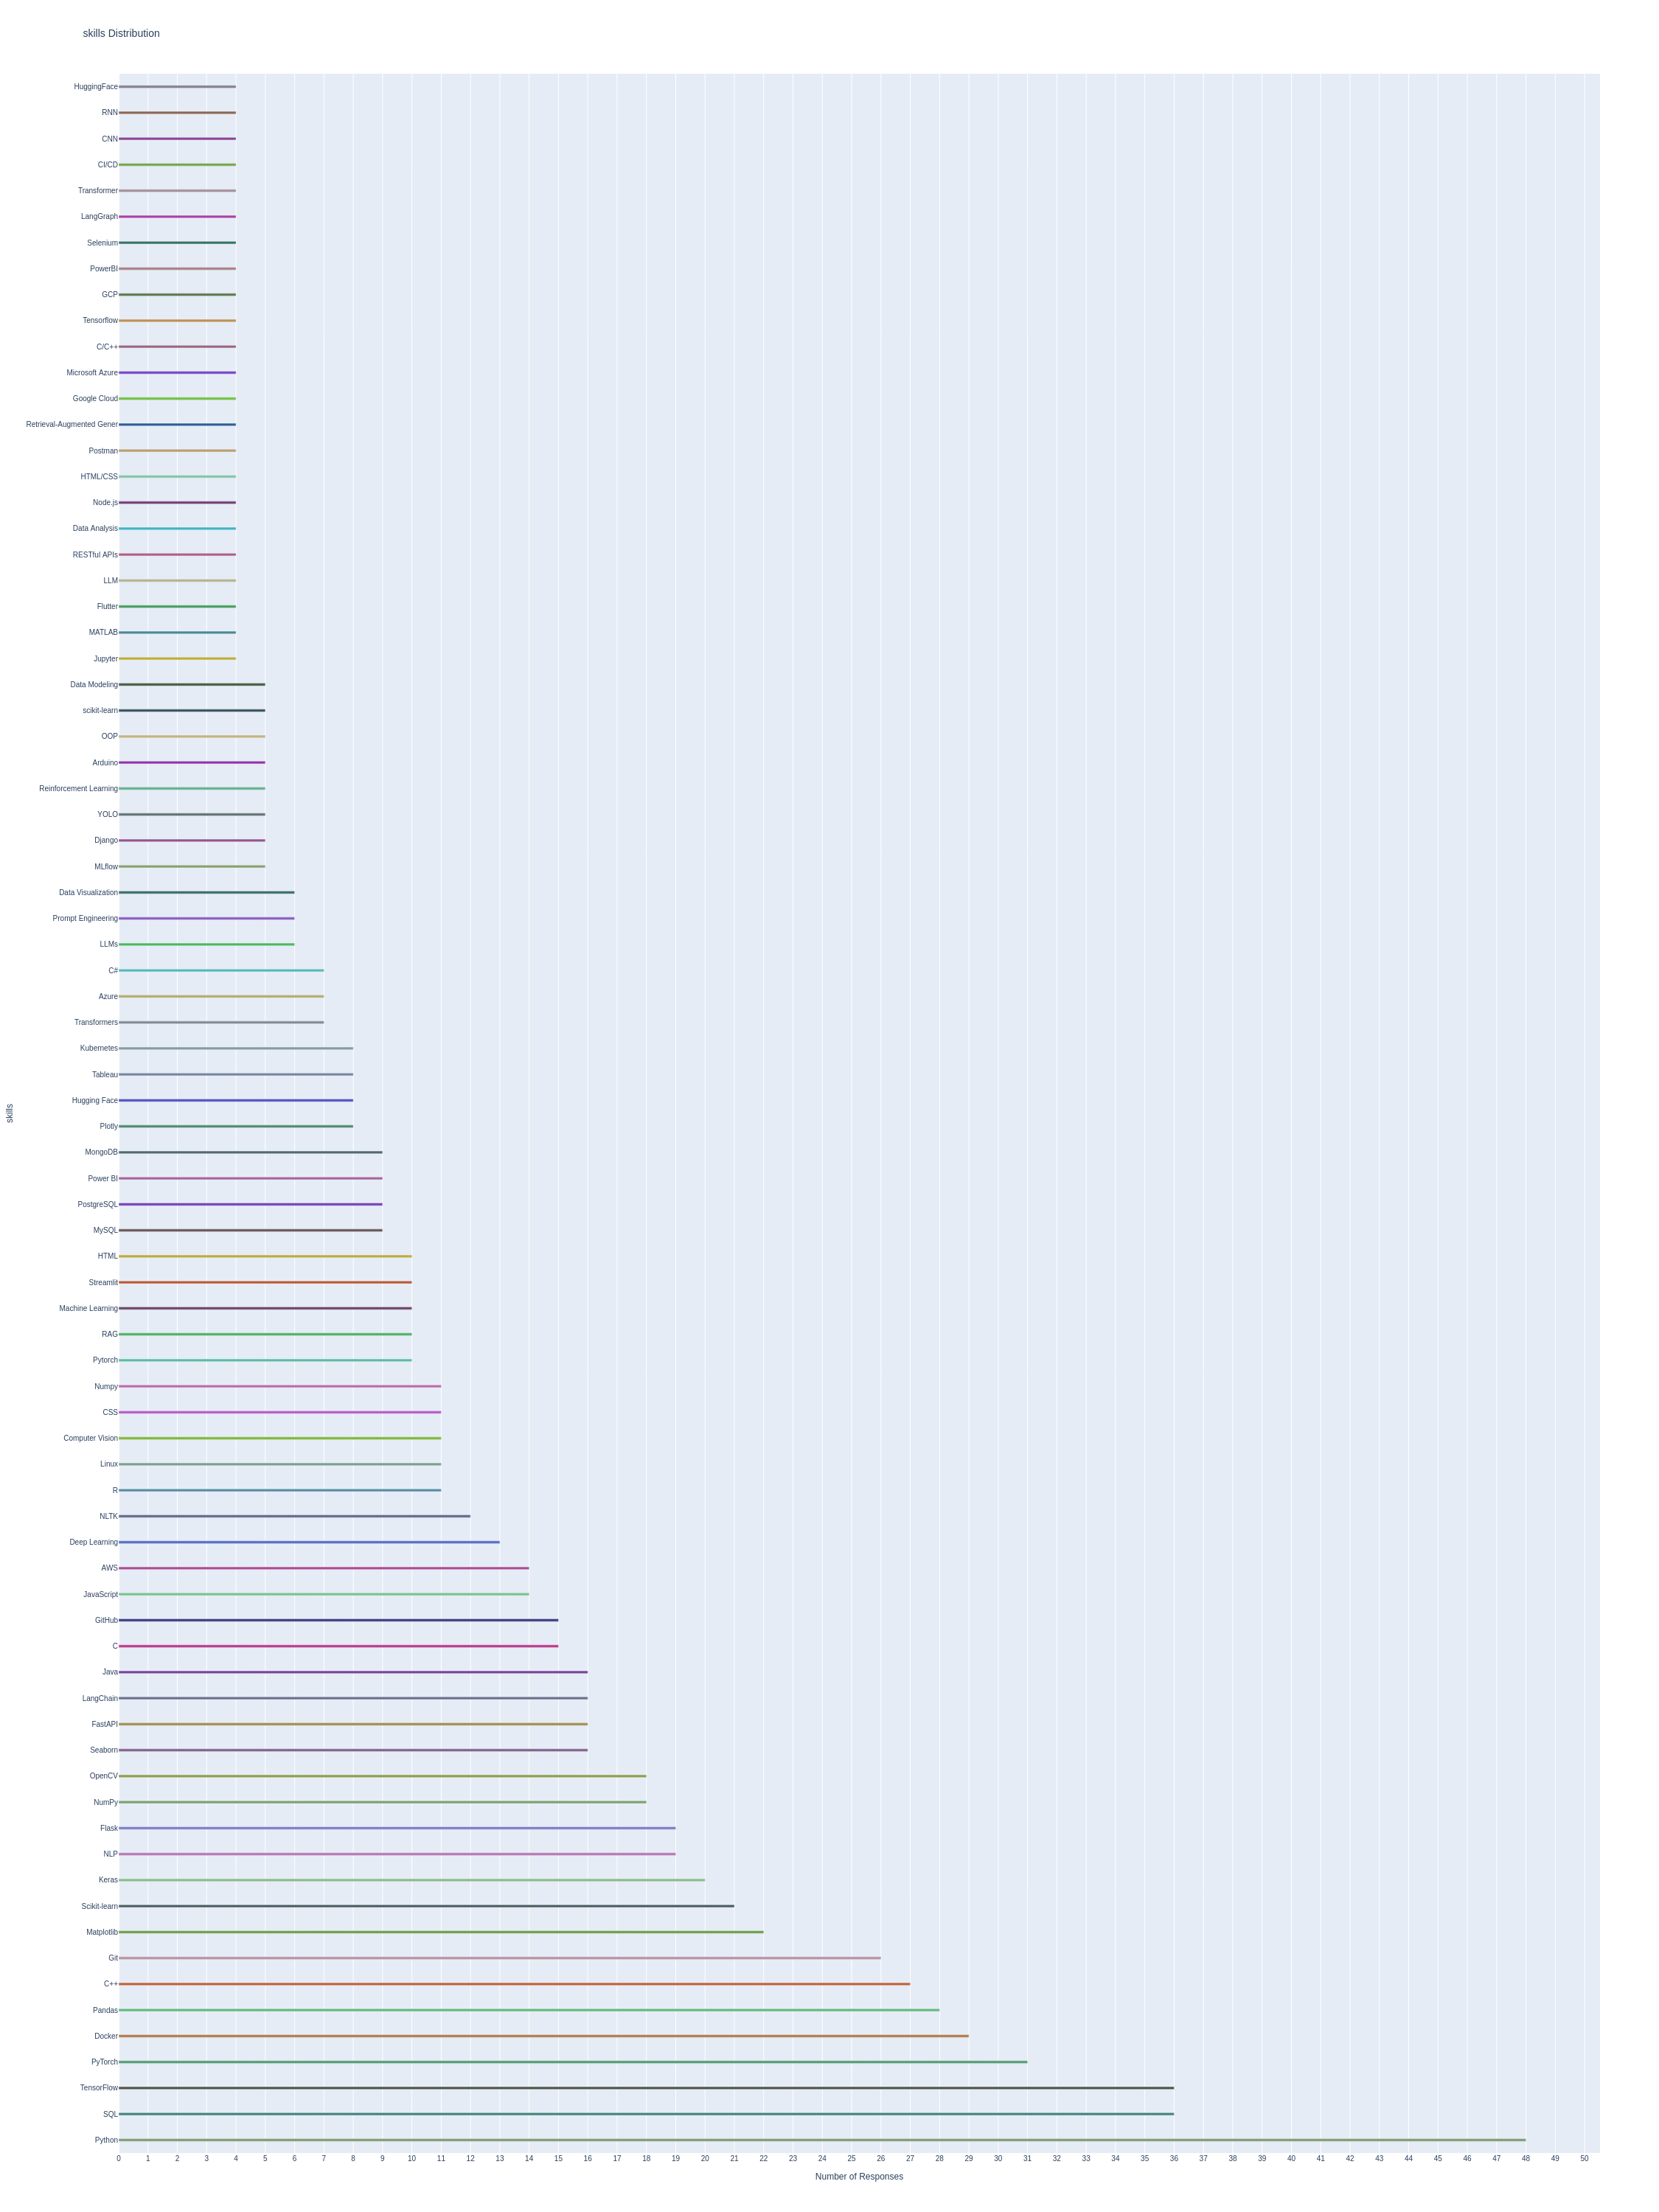 skills Distribution
HuggingFace
RNN
CNN
CI/CD
Transformer
LangGraph
Selenium
PowerBI
GCP
Tensorflow
C/C++
Microsoft Azure
Google Cloud
Retrieval-Augmented Gener
Postman
HTML/CSS
Node.js
Data Analysis
RESTful APIs
LLM
Flutter
MATLAB
Jupyter
Data Modeling
scikit-learn
OOP
Arduino
Reinforcement Learning
YOLO
Django
MLflow
Data Visualization
Prompt Engineering
LLMs
C#
Azure
Transformers
Kubernetes
Tableau
Hugging Face
Plotly
MongoDB
Power BI
PostgreSQL
MySQL
HTML
Streamlit
Machine Learning
RAG
Pytorch
Numpy
CSS
Computer Vision
Linux
R
NLTK
Deep Learning
AWS
JavaScript
GitHub
C
Java
LangChain
FastAPI
Seaborn
OpenCV
NumPy
Flask
NLP
Keras
Scikit-learn
Matplotlib
Git
C++
Pandas
Docker
PyTorch
TensorFlow
SQL
Python
skills
0 1 2 3 4 5 6 7 8 9 10 11 12 13 14 15 16 17 18 19 20 21 22 23 24 25 26 27 28 29 30 31 32 33 34 35 36 37 38 39 40 41 42 43 44 45 46 47 48 49 50
Number of Responses